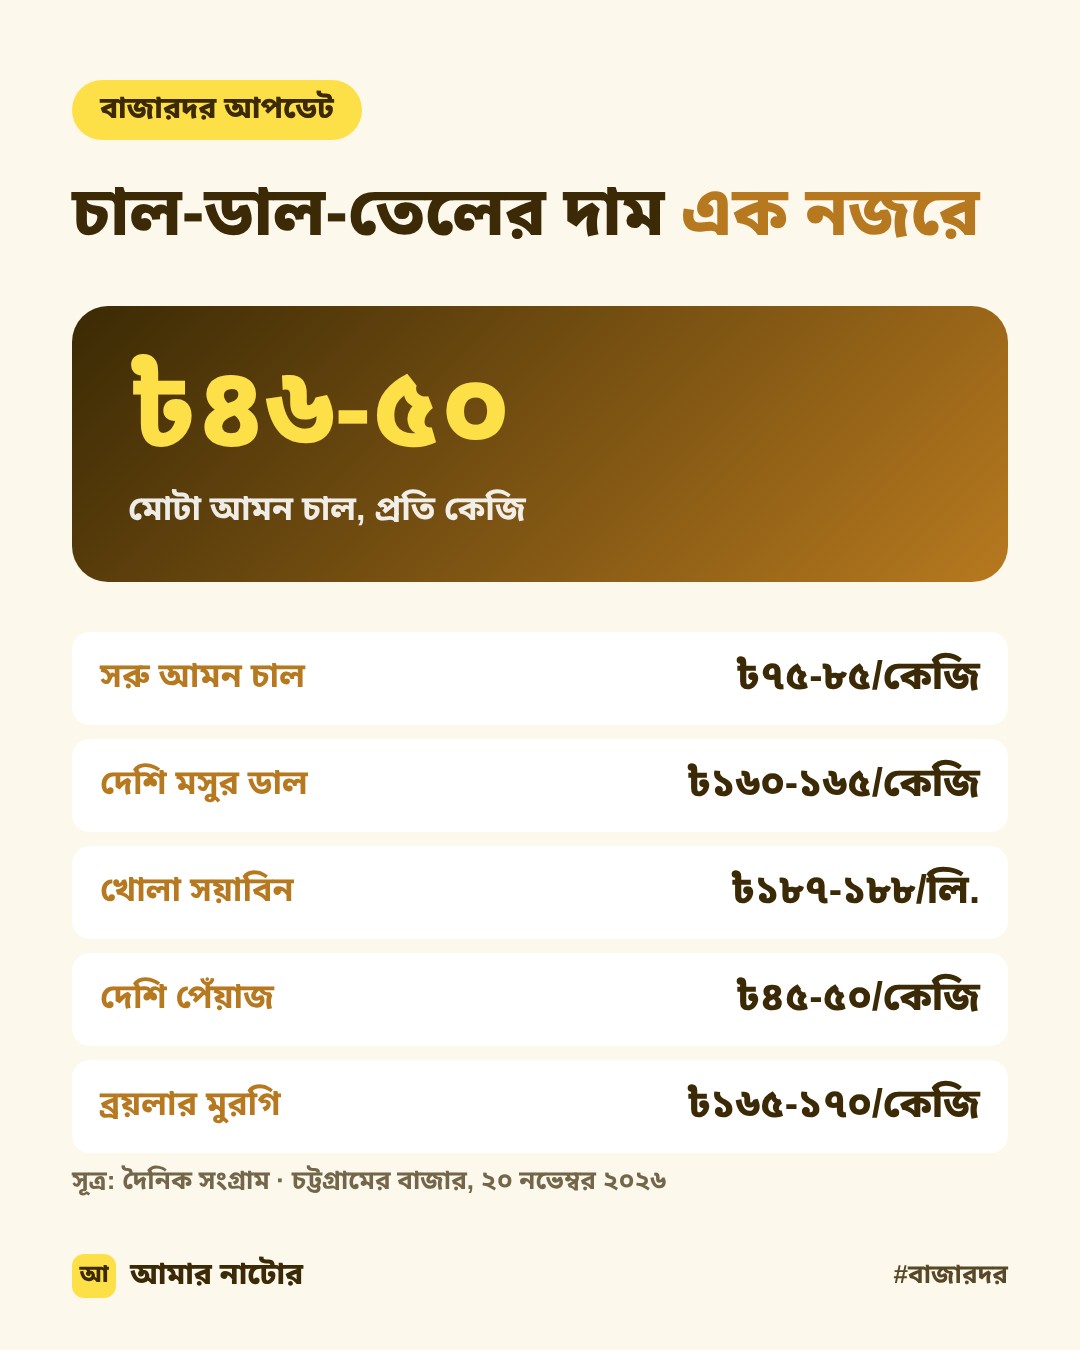 বাজারদর আপডেট
চাল-ডাল-তেলের দাম এক নজরে
৳৪৬-৫০
মোটা আমন চাল, প্রতি কেজি
সরু আমন চাল ৳৭৫-৮৫/কেজি
দেশি মসুর ডাল ৳১৬০-১৬৫/কেজি
খোলা সয়াবিন ৳১৮৭-১৮৮/লি.
দেশি পেঁয়াজ ৳৪৫-৫০/কেজি
ব্রয়লার মুরগি ৳১৬৫-১৭০/কেজি
সূত্র: দৈনিক সংগ্রাম · চট্টগ্রামের বাজার, ২০ নভেম্বর ২০২৬
আ আমার নাটোর #বাজারদর